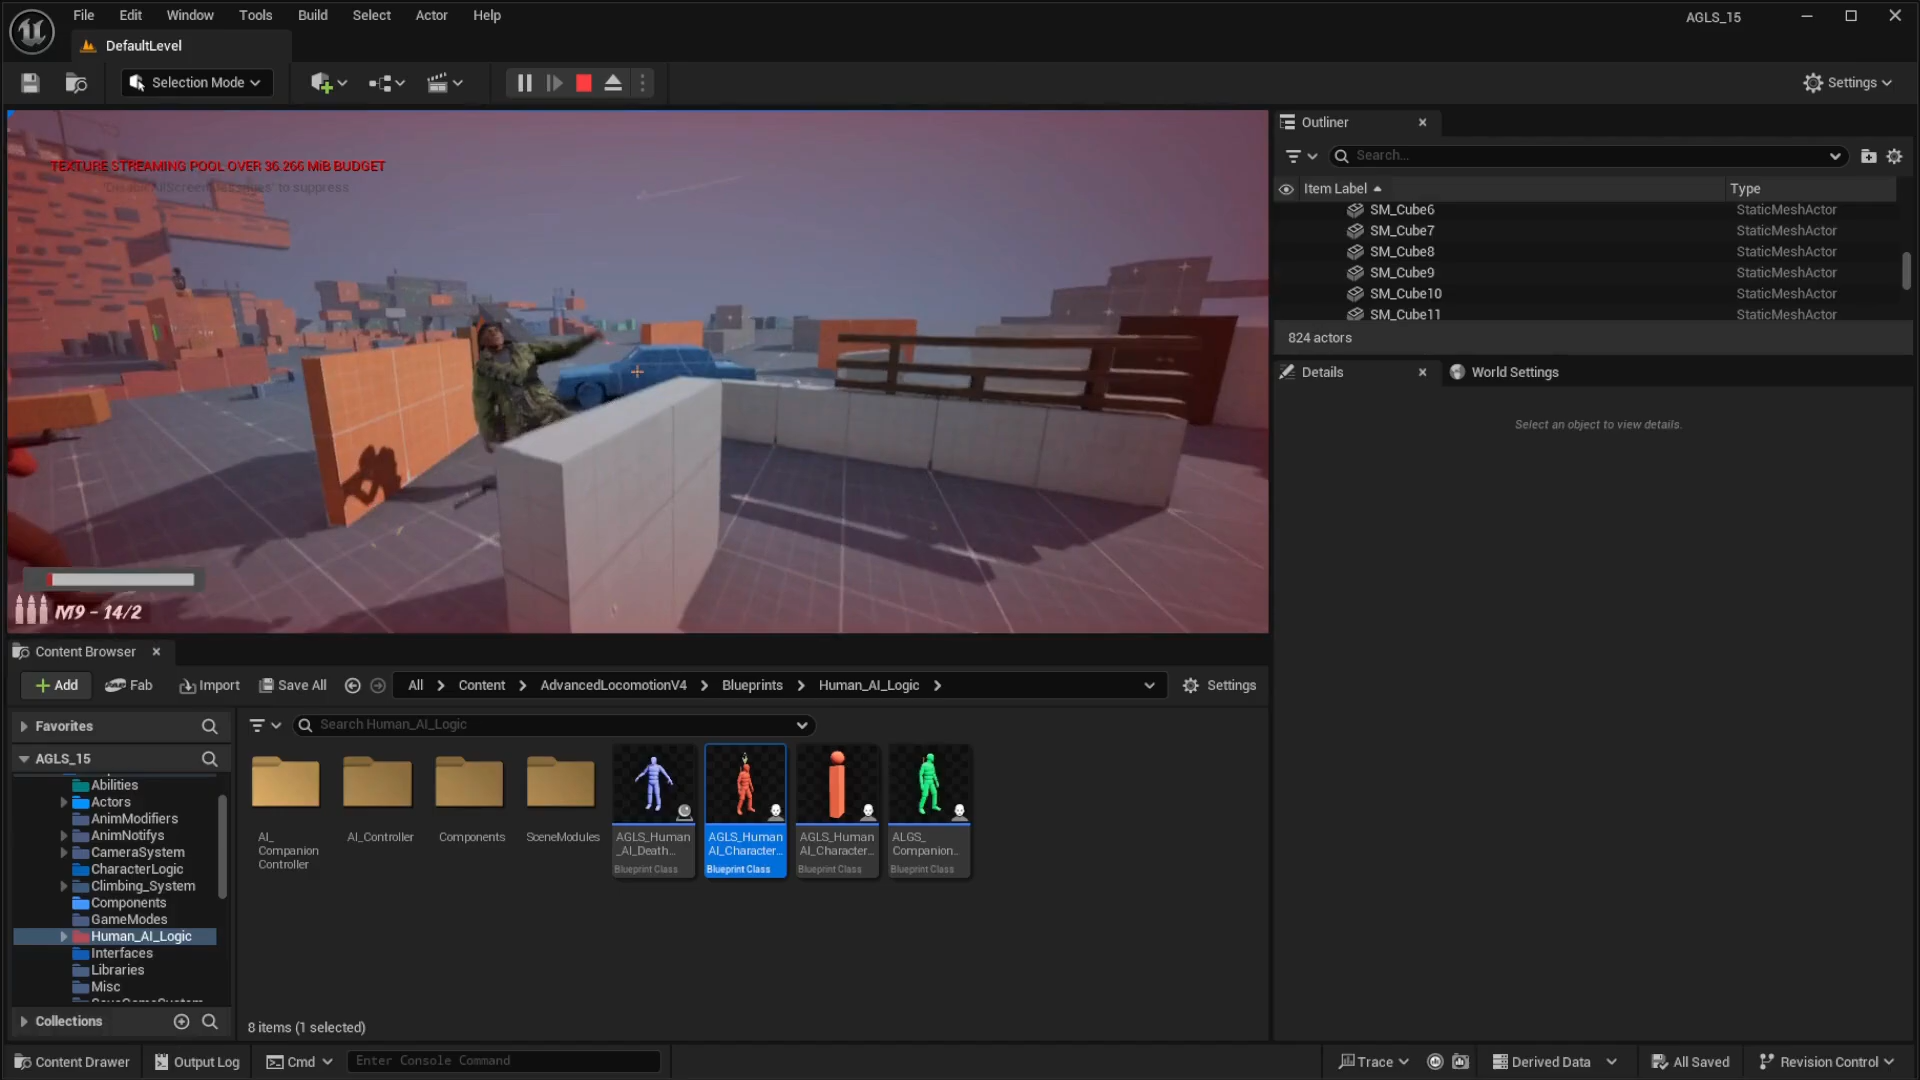 File Edit Window Tools Build Select Actor Help
AGLS_15
DefaultLevel
Selection Mode
Settings
TEXTURE STREAMING POOL OVER 36.266 MiB BUDGET
to suppress
M9 - 14/2
Outliner
Search...
Item Label
Type
SM_Cube6 StaticMeshActor
SM_Cube7 StaticMeshActor
SM_Cube8 StaticMeshActor
SM_Cube9 StaticMeshActor
SM_Cube10 StaticMeshActor
SM_Cube11 StaticMeshActor
824 actors
Details
World Settings
Select an object to view details.
Content Browser
Add
Fab
Import
Save All
All
Content
AdvancedLocomotionV4
Blueprints
Human_AI_Logic
Settings
Favorites
Search Human_AI_Logic
AGLS_15
Abilities
Actors
AnimModifiers
AnimNotifys
CameraSystem
CharacterLogic
Climbing_System
Components
GameModes
Human_AI_Logic
Interfaces
Libraries
Misc
Collections
AI_
Companion
Controller
AI_Controller
Components
SceneModules
AGLS_Human
_AI_Death...
Blueprint Class
AGLS_Human
AI_Character...
Blueprint Class
AGLS_Human
AI_Character...
Blueprint Class
ALGS_
Companion...
Blueprint Class
8 items (1 selected)
Content Drawer
Output Log
Cmd
Enter Console Command
Trace
Derived Data
All Saved
Revision Control